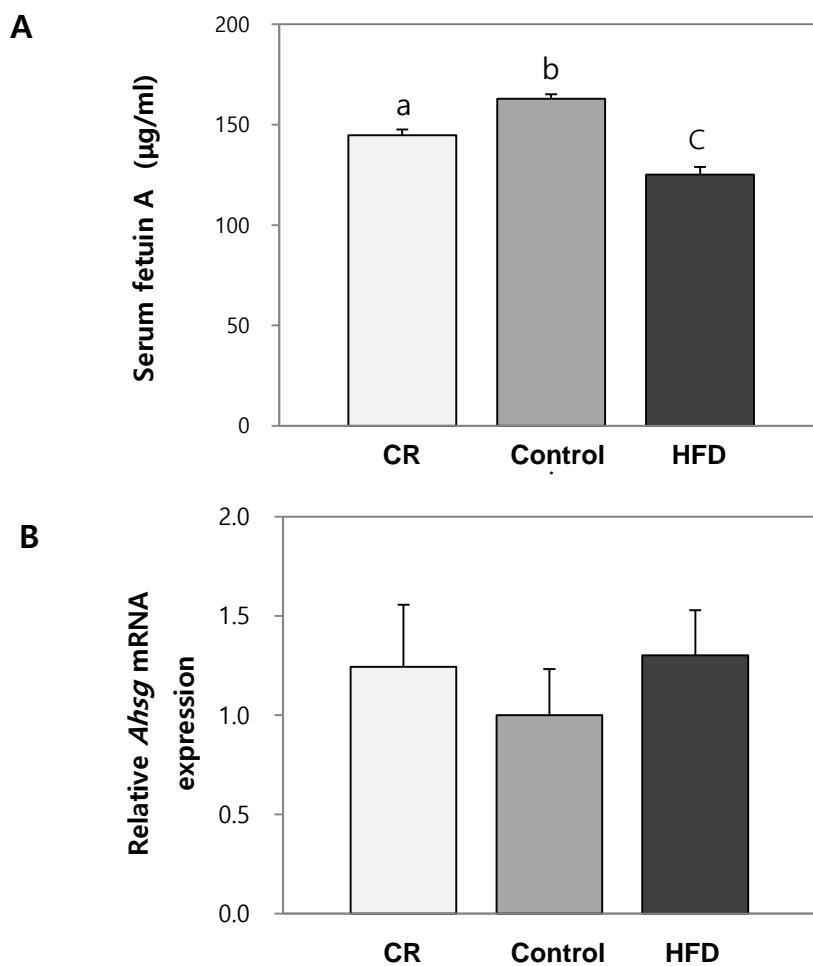 A
Serum fetuin A (μg/ml)
200
150
100
50
0
a
b
C
CR Control HFD
.
B
Relative Ahsg mRNA
expression
2.0
1.5
1.0
0.5
0.0
CR Control HFD